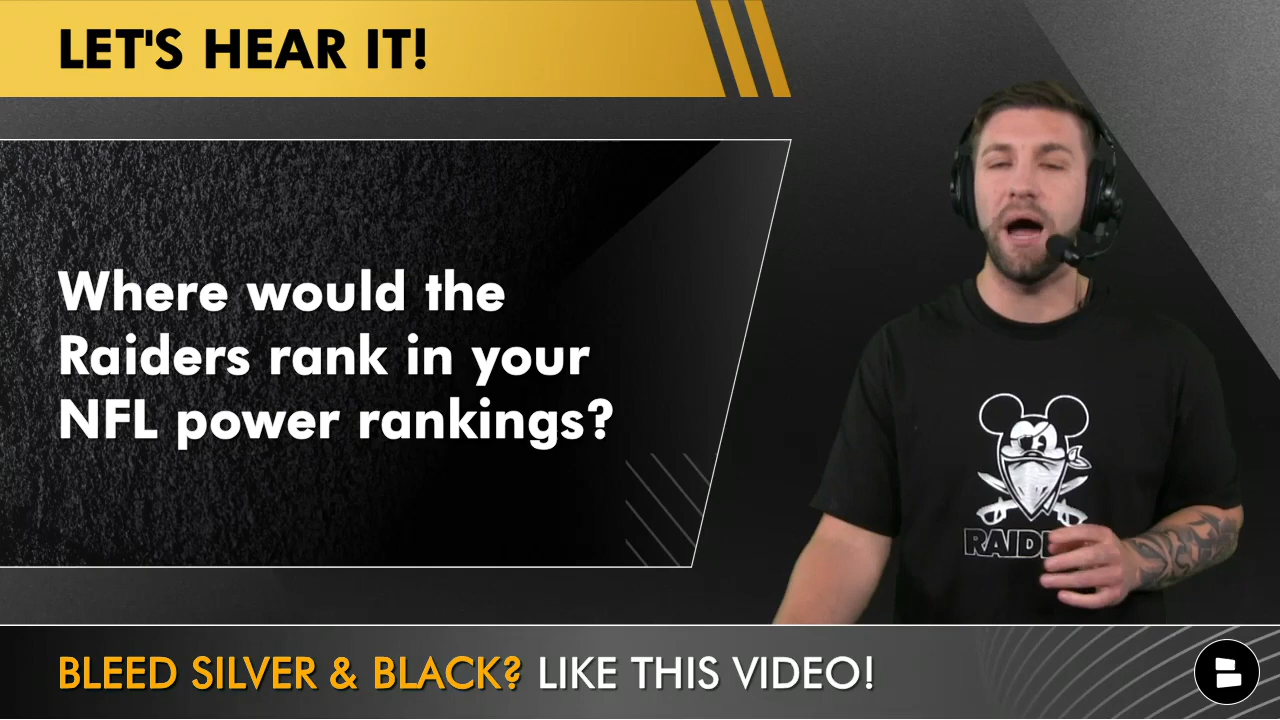 LET'S HEAR IT!
Where would the
Raiders rank in your
NFL power rankings?
RAID
BLEED SILVER & BLACK? LIKE THIS VIDEO!